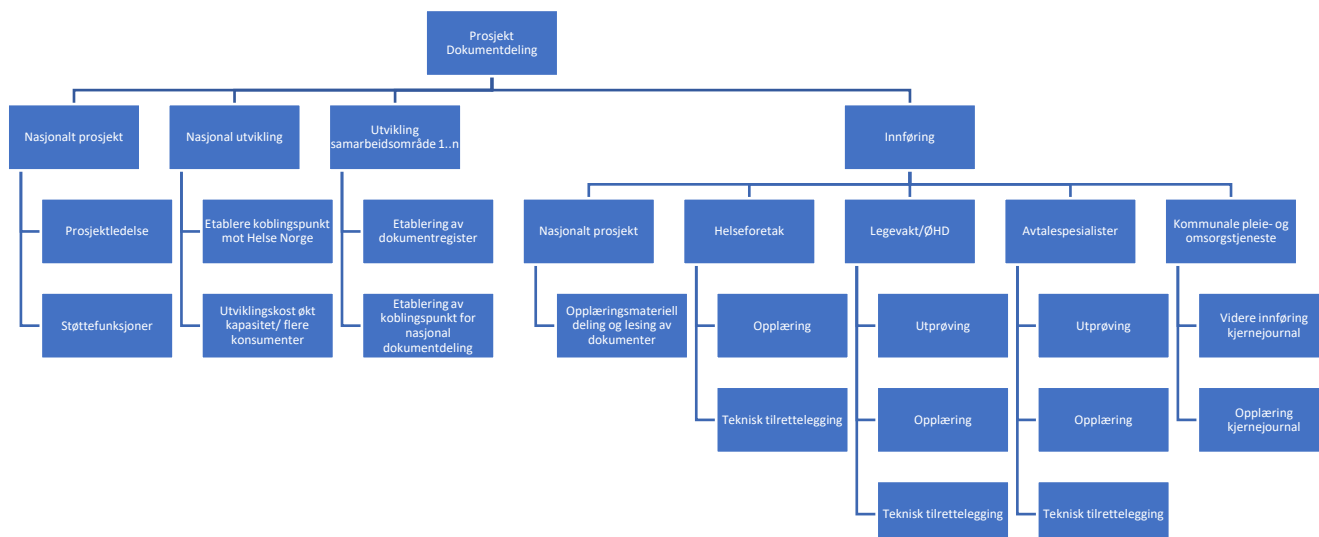 Prosjekt
Dokumentdeling
Nasjonalt prosjekt
Nasjonal utvikling
Utvikling
samarbeidsområde 1..n
Innføring
Prosjektledelse
Etablere koblingspunkt
mot Helse Norge
Etablering av
dokumentregister
Nasjonalt prosjekt
Helseforetak
Legevakt/ØHD
Avtalespesialister
Kommunale pleie- og
omsorgstjeneste
Støttefunksjoner
Utviklingskost økt
kapasitet/ flere
konsumenter
Etablering av
koblingspunkt for
nasjonal
dokumentdeling
Opplæringsmateriell
deling og lesing av
dokumenter
Opplæring
Utprøving
Utprøving
Videre innføring
kjernejournal
Teknisk tilrettelegging
Opplæring
Opplæring
Opplæring
kjernejournal
Teknisk tilrettelegging
Teknisk tilrettelegging